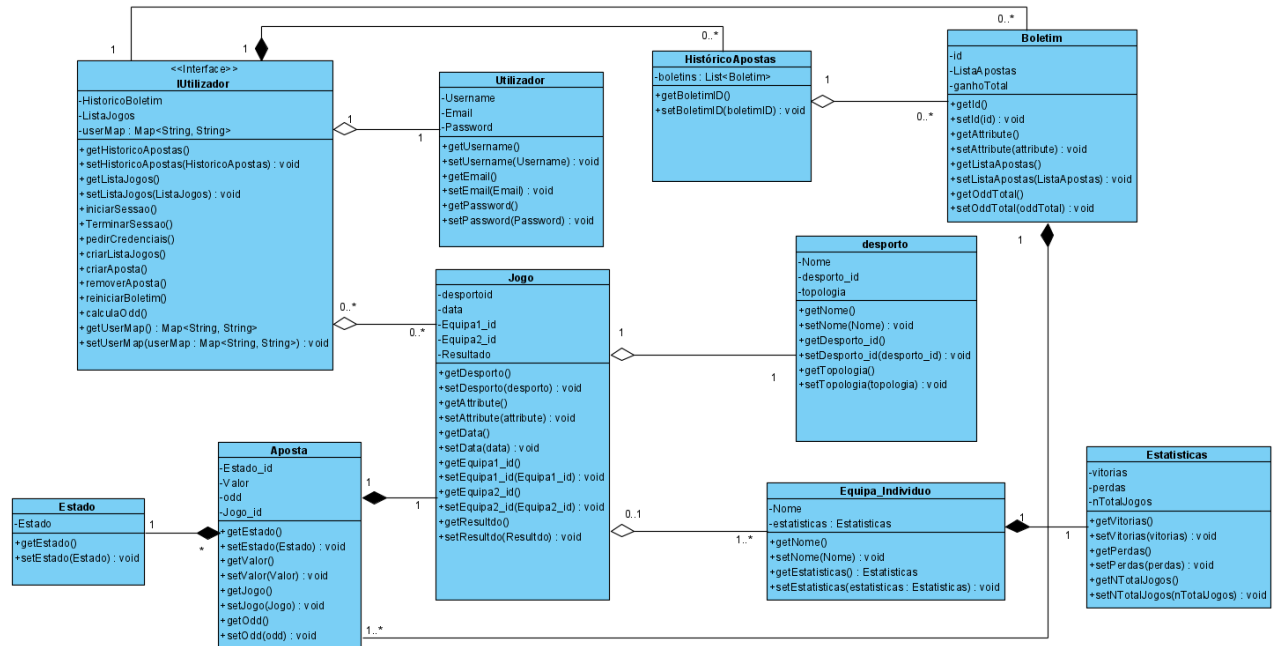 0..*
1
1
0..*
<<Interface>>
IUtilizador
-HistoricoBoletim
-ListaJogos
-userMap : Map<String, String>
+getHistoricoApostas()
+setHistoricoApostas(HistoricoApostas) : void
+getListaJogos()
+setListaJogos(ListaJogos) : void
+iniciarSessao()
+TerminarSessao()
+pedirCredenciais()
+criarListaJogos()
+criarAposta()
+removerAposta()
+reiniciarBoletim()
+calculaOdd()
+getUserMap() : Map<String, String>
+setUserMap(userMap : Map<String, String>) : void
1
1
Utilizador
-Username
-Email
-Password
+getUsername()
+setUsername(Username) : void
+getEmail()
+setEmail(Email) : void
+getPassword()
+setPassword(Password) : void
HistóricoApostas
-boletins : List<Boletim>
+getBoletimID()
+setBoletimID(boletimID) : void
1
0..*
Boletim
-id
-ListaApostas
-ganhoTotal
+getId()
+setId(id) : void
+getAttribute()
+setAttribute(attribute) : void
+getListaApostas()
+setListaApostas(ListaApostas) : void
+getOddTotal()
+setOddTotal(oddTotal) : void
1
0..*
0..*
Jogo
-desportoid
-data
-Equipa1_id
-Equipa2_id
-Resultado
+getDesporto()
+setDesporto(desporto) : void
+getAttribute()
+setAttribute(attribute) : void
+getData()
+setData(data) : void
+getEquipa1_id()
+setEquipa1_id(Equipa1_id) : void
+getEquipa2_id()
+setEquipa2_id(Equipa2_id) : void
+getResultdo()
+setResultdo(Resultdo) : void
1
1
desporto
-Nome
-desporto_id
-topologia
+getNome()
+setNome(Nome) : void
+getDesporto_id()
+setDesporto_id(desporto_id) : void
+getTopologia()
+setTopologia(topologia) : void
Estado
-Estado
+getEstado()
+setEstado(Estado) : void
1
*
Aposta
-Estado_id
-Valor
-odd
-Jogo_id
+getEstado()
+setEstado(Estado) : void
+getValor()
+setValor(Valor) : void
+getJogo()
+setJogo(Jogo) : void
+getOdd()
+setOdd(odd) : void
1
1
1..*
0..1
1..*
Equipa_Individuo
-Nome
-estatisticas : Estatisticas
+getNome()
+setNome(Nome) : void
+getEstatisticas() : Estatisticas
+setEstatisticas(estatisticas : Estatisticas) : void
1
1
Estatisticas
-vitorias
-perdas
-nTotalJogos
+getVitorias()
+setVitorias(vitorias) : void
+getPerdas()
+setPerdas(perdas) : void
+getNTotalJogos()
+setNTotalJogos(nTotalJogos) : void